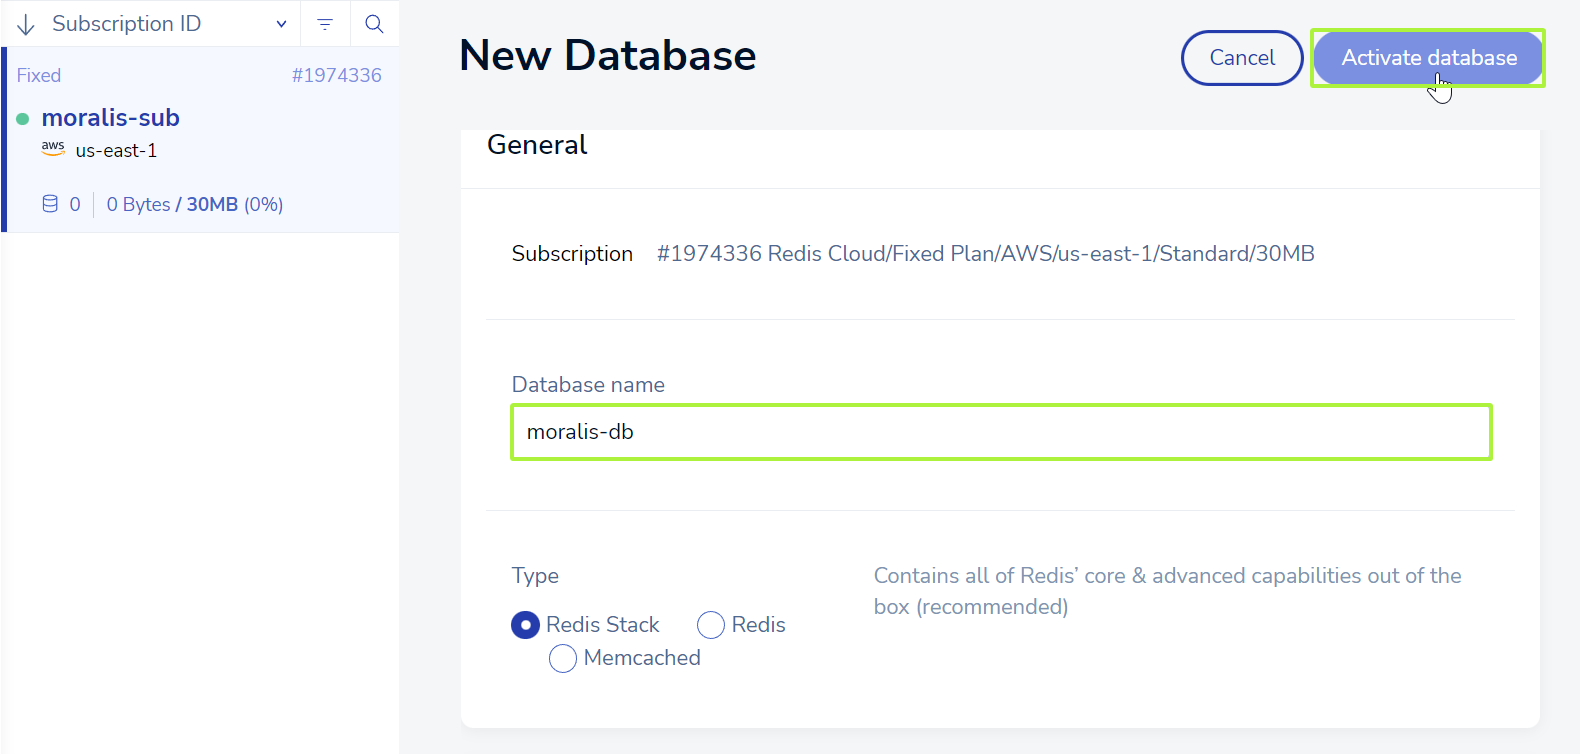 Subscription ID
Fixed #1974336
moralis-sub
aws us-east-1
0 0 Bytes / 30MB (0%)
New Database
Cancel
Activate database
General
Subscription #1974336 Redis Cloud/Fixed Plan/AWS/us-east-1/Standard/30MB
Database name
moralis-db
Type
Redis Stack Redis
Memcached
Contains all of Redis’ core & advanced capabilities out of the
box (recommended)